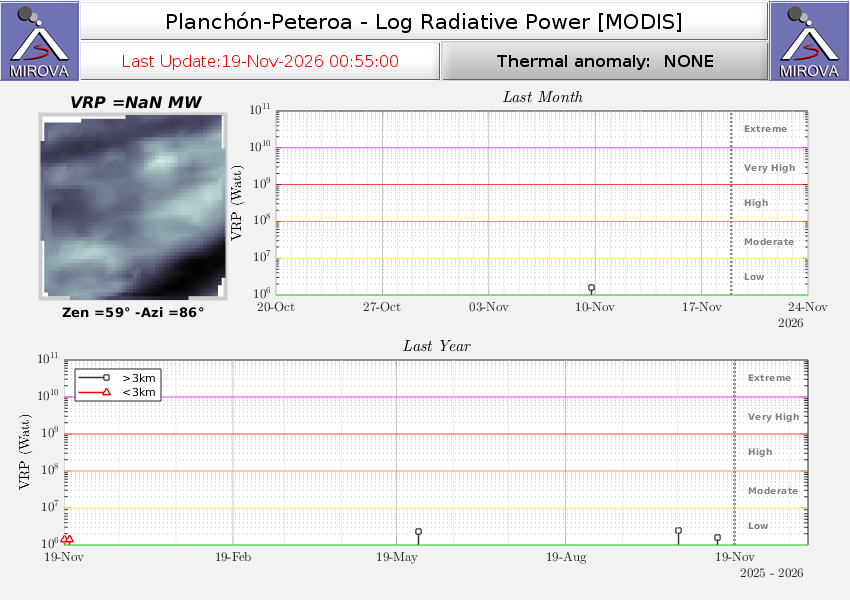 Planchón-Peteroa - Log Radiative Power [MODIS]
MIROVA
Last Update:19-Nov-2026 00:55:00
Thermal anomaly: NONE
MIROVA
VRP =NaN MW
Zen =59° -Azi =86°
Last Month
VRP (Watt)
10¹¹
10¹⁰
10⁹
10⁸
10⁷
10⁶
Extreme
Very High
High
Moderate
Low
20-Oct
27-Oct
03-Nov
10-Nov
17-Nov
24-Nov
2026
Last Year
VRP (Watt)
10¹¹
10¹⁰
10⁹
10⁸
10⁷
10⁶
>3km
<3km
Extreme
Very High
High
Moderate
Low
19-Nov
19-Feb
19-May
19-Aug
19-Nov
2025 - 2026